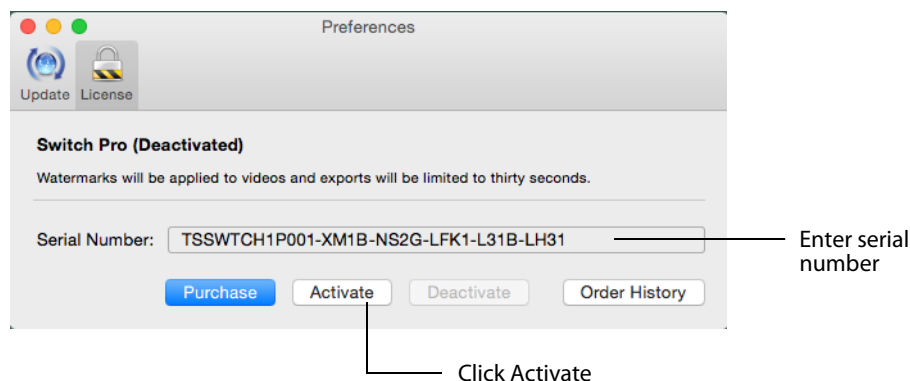 Preferences
Update License
Switch Pro (Deactivated)
Watermarks will be applied to videos and exports will be limited to thirty seconds.
Serial Number: TSSWTCH1P001-XM1B-NS2G-LFK1-L31B-LH31
Enter serial
number
Purchase Activate Deactivate Order History
Click Activate